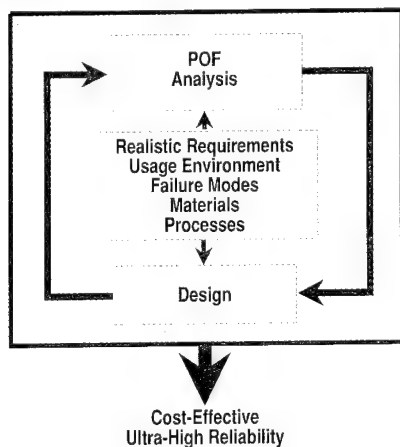 POF
Analysis
Realistic Requirements
Usage Environment
Failure Modes
Materials
Processes
Design
Cost-Effective
Ultra-High Reliability